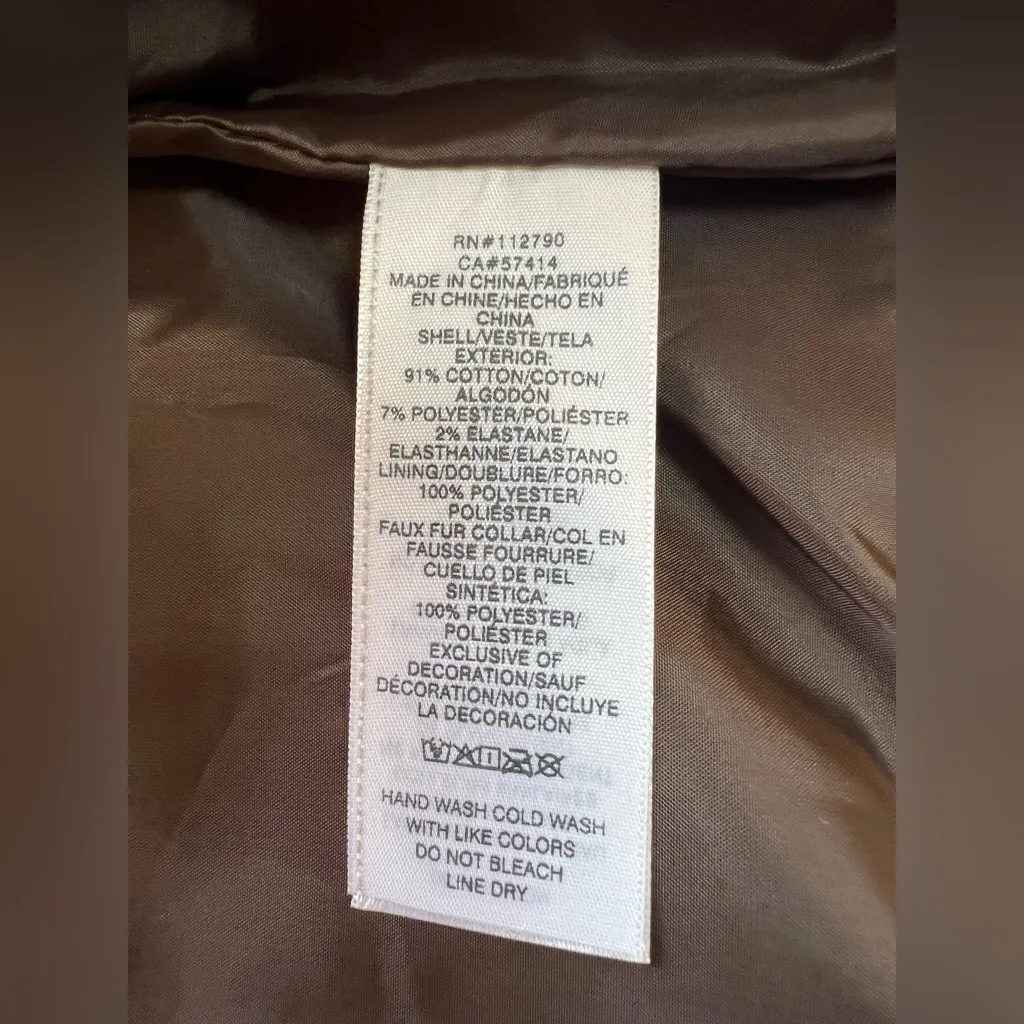 RN#112790
CA#57414
MADE IN CHINA/FABRIQUÉ
EN CHINE/HECHO EN
CHINA
SHELL/VESTE/TELA
EXTERIOR:
91% COTTON/COTON/
ALGODÓN
7% POLYESTER/POLIÉSTER
2% ELASTANE/
ELASTHANNE/ELASTANO
LINING/DOUBLURE/FORRO:
100% POLYESTER/
POLIÉSTER
FAUX FUR COLLAR/COL EN
FAUSSE FOURRURE/
CUELLO DE PIEL
SINTÉTICA:
100% POLYESTER/
POLIÉSTER
EXCLUSIVE OF
DECORATION/SAUF
DÉCORATION/NO INCLUYE
LA DECORACIÓN
HAND WASH COLD WASH
WITH LIKE COLORS
DO NOT BLEACH
LINE DRY